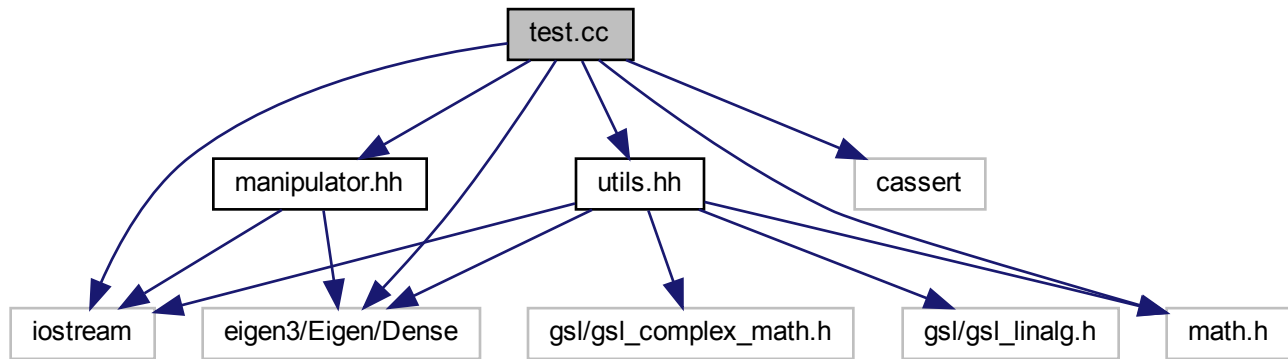 test.cc
manipulator.hh
utils.hh
cassert
iostream
eigen3/Eigen/Dense
gsl/gsl_complex_math.h
gsl/gsl_linalg.h
math.h